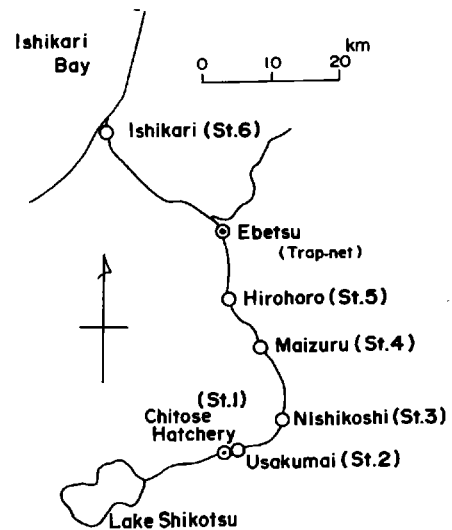 Ishikari
Bay
km
0 10 20
Ishikari (St.6)
Ebetsu
(Trap-net)
Hirohoro (St.5)
Maizuru (St.4)
(St.1)
Chitose
Hatchery
Nishikoshi (St.3)
Usakumai (St.2)
Lake Shikotsu